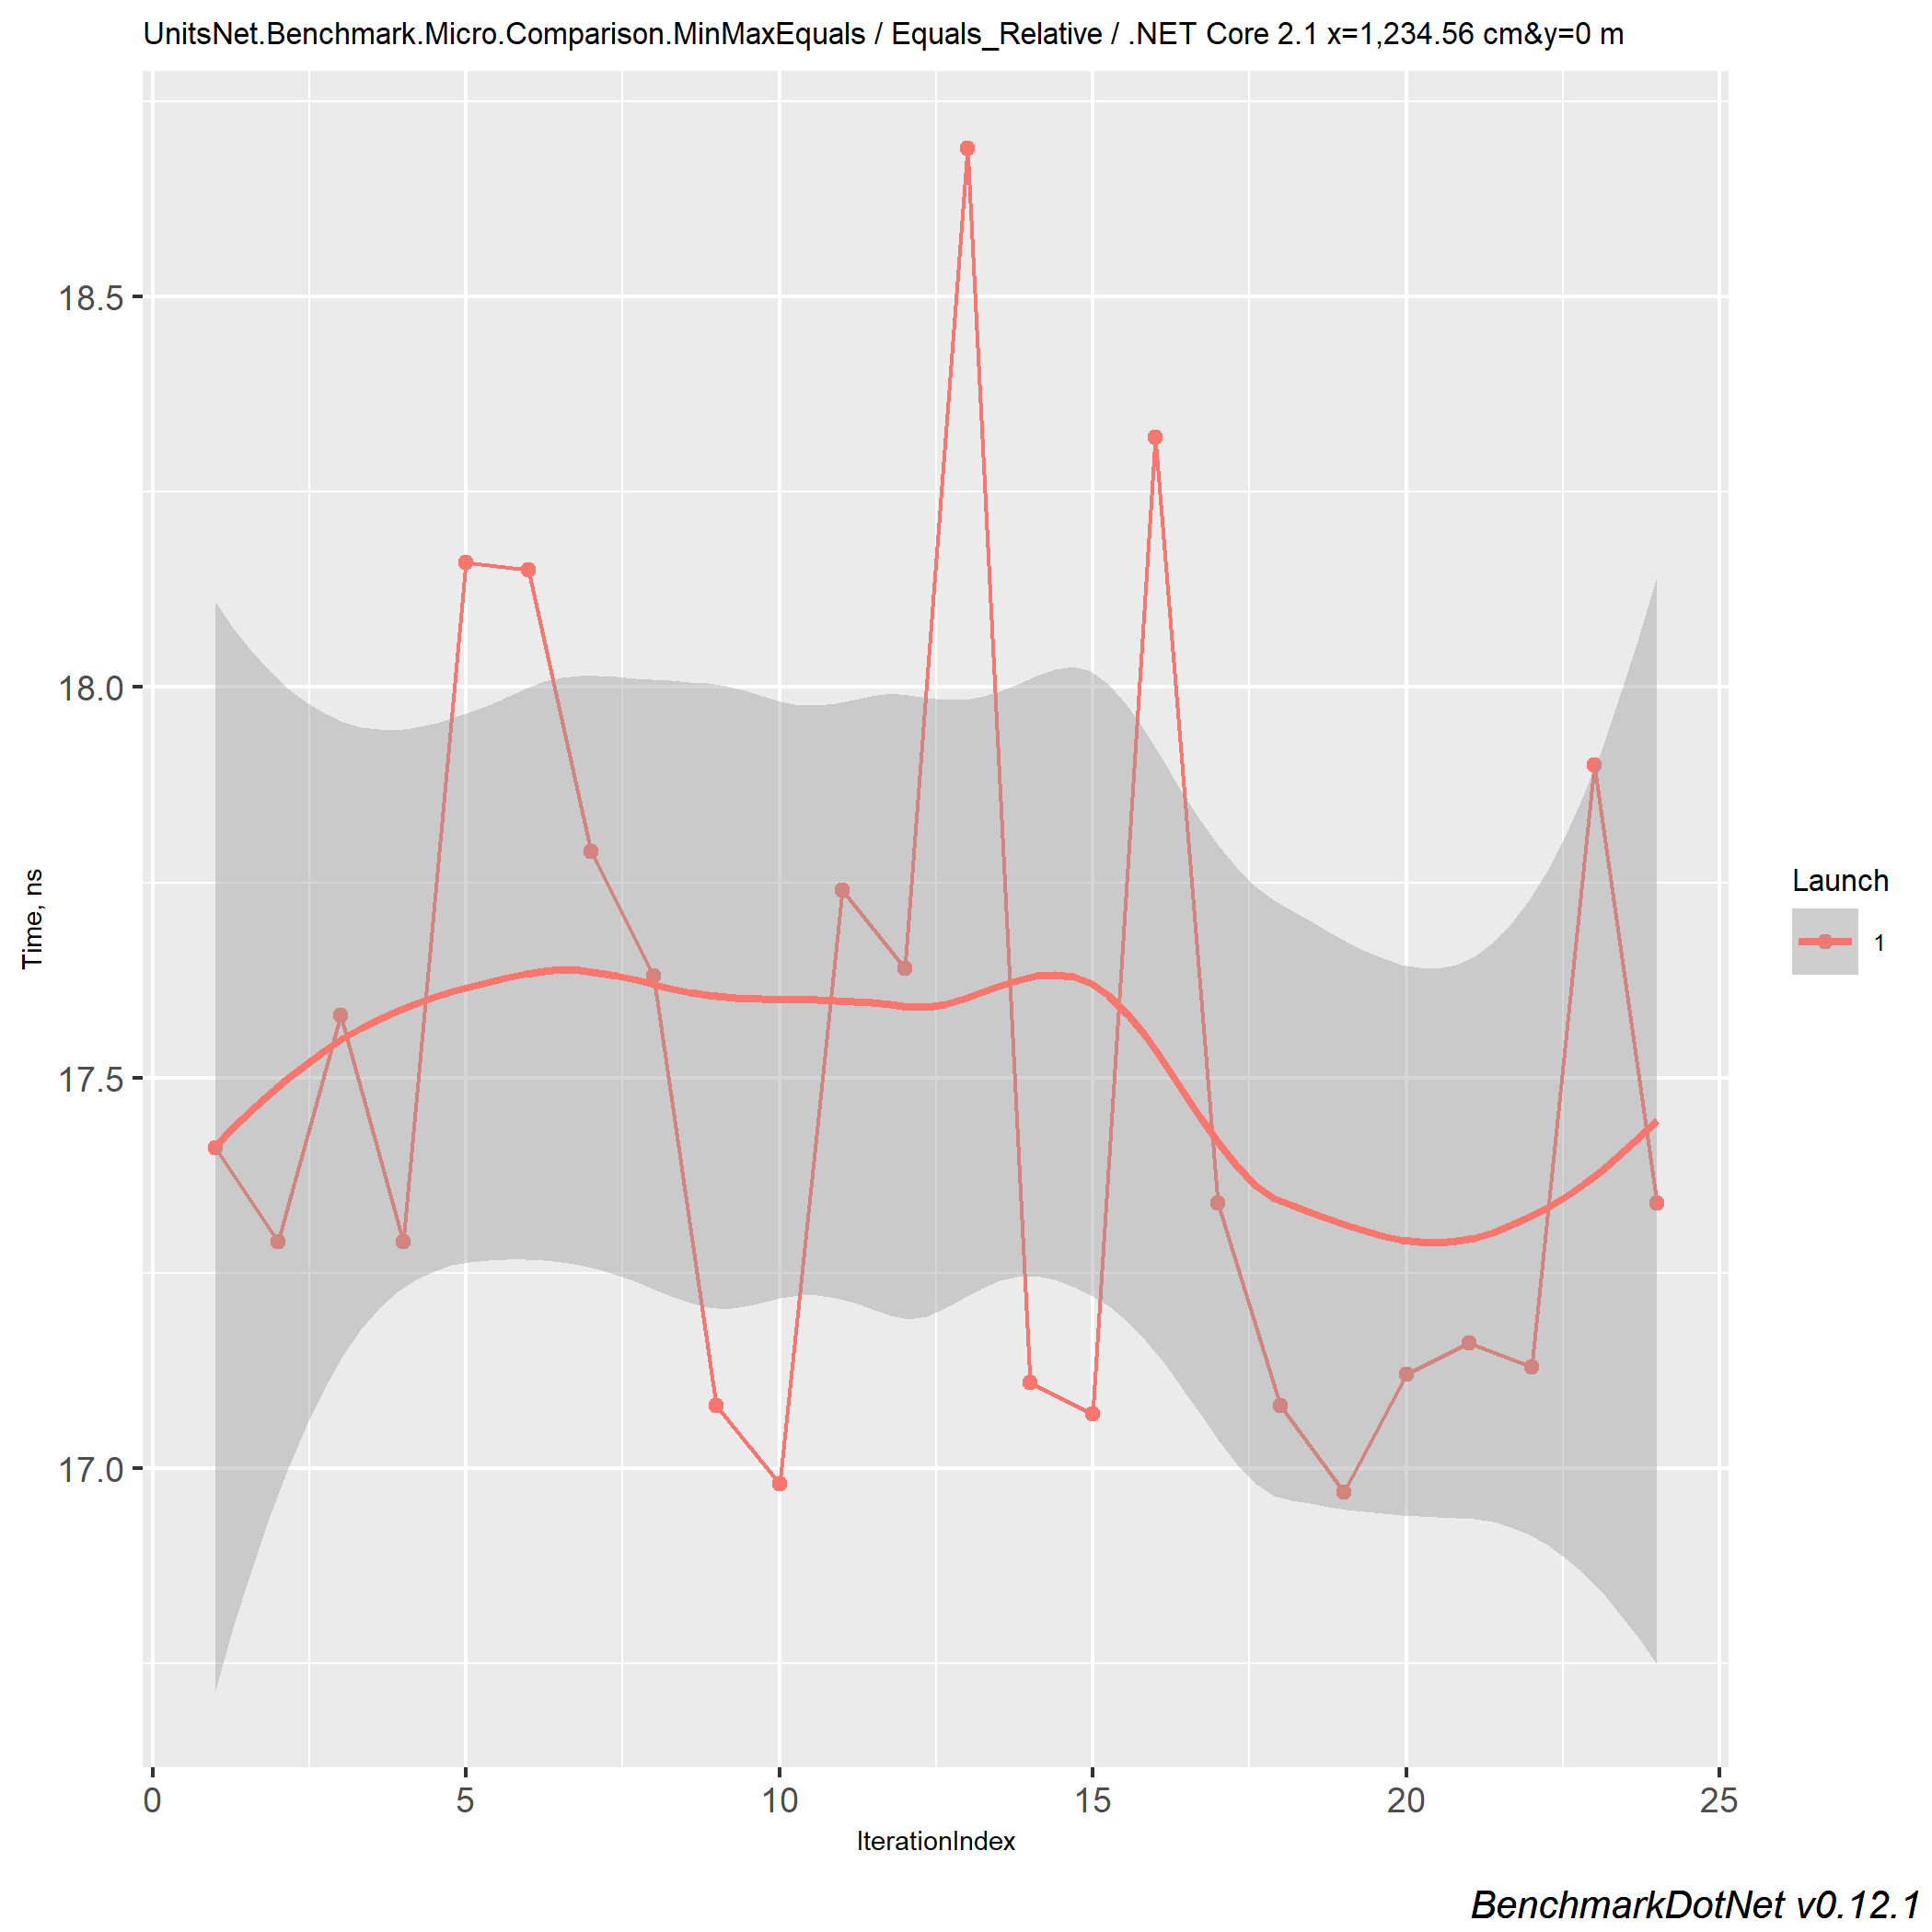 UnitsNet.Benchmark.Micro.Comparison.MinMaxEquals / Equals_Relative / .NET Core 2.1 x=1,234.56 cm&y=0 m
18.5
18.0
17.5
17.0
Time, ns
0 5 10 15 20 25
IterationIndex
Launch
1
BenchmarkDotNet v0.12.1